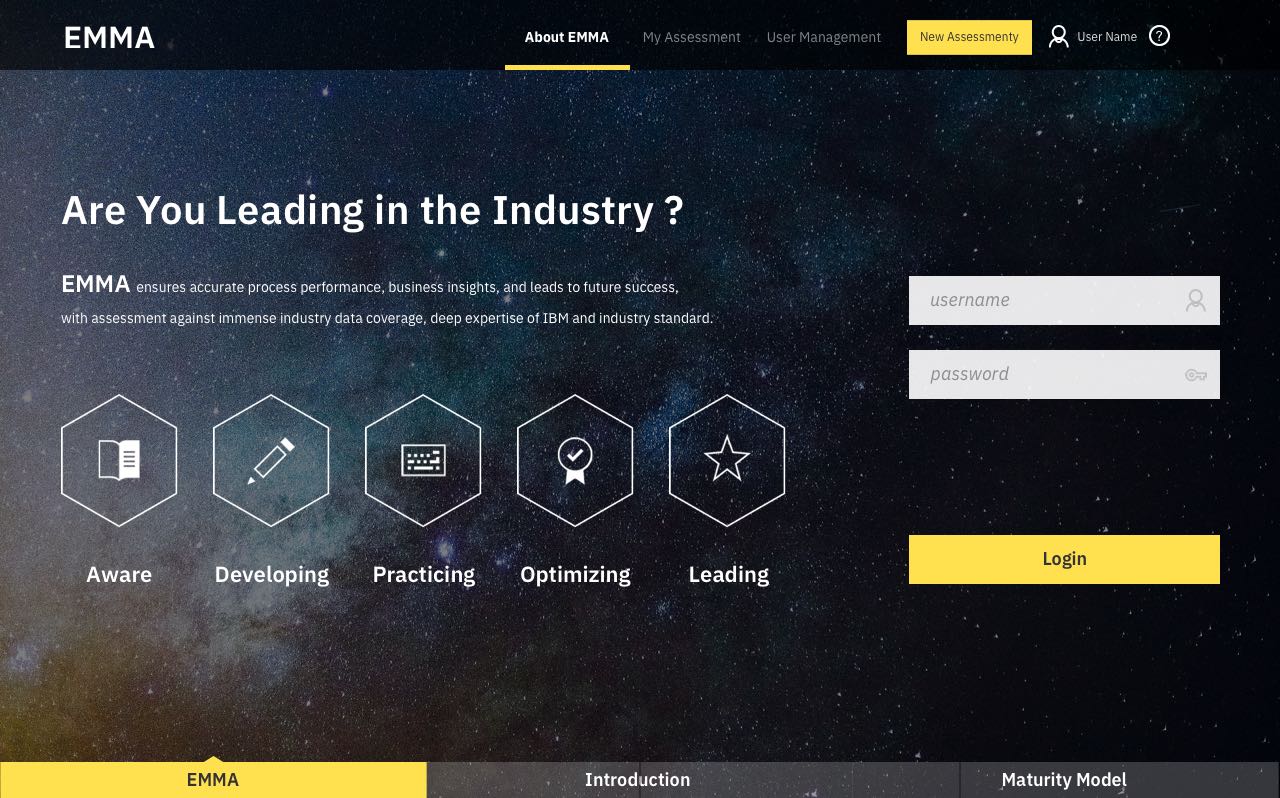 EMMA
About EMMA
My Assessment
User Management
New Assessmenty
User Name
?
Are You Leading in the Industry ?
EMMA ensures accurate process performance, business insights, and leads to future success,
with assessment against immense industry data coverage, deep expertise of IBM and industry standard.
username
password
Aware
Developing
Practicing
Optimizing
Leading
Login
EMMA
Introduction
Maturity Model